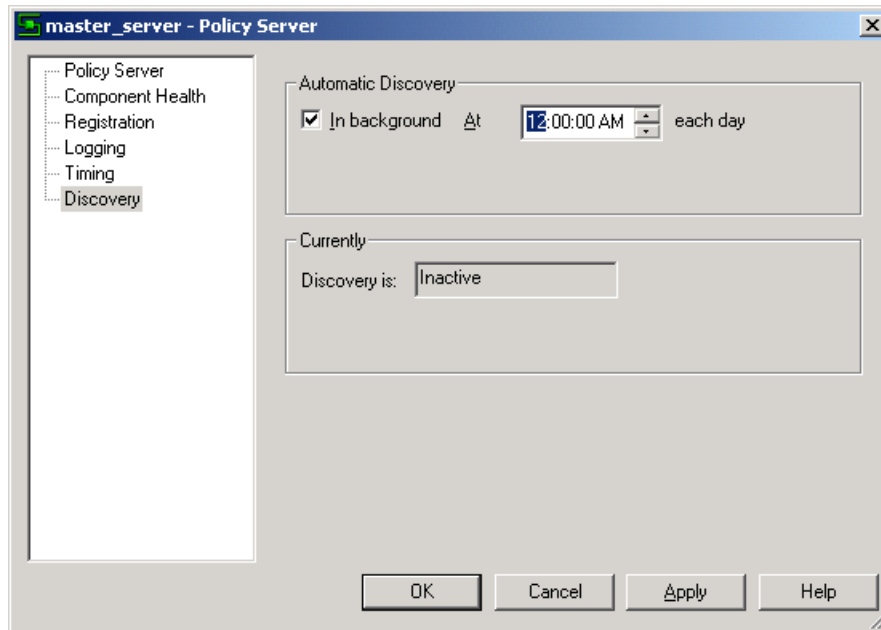 master_server - Policy Server
Policy Server
Component Health
Registration
Logging
Timing
Discovery
Automatic Discovery
In background At 12:00:00 AM each day
Currently
Discovery is: Inactive
OK Cancel Apply Help